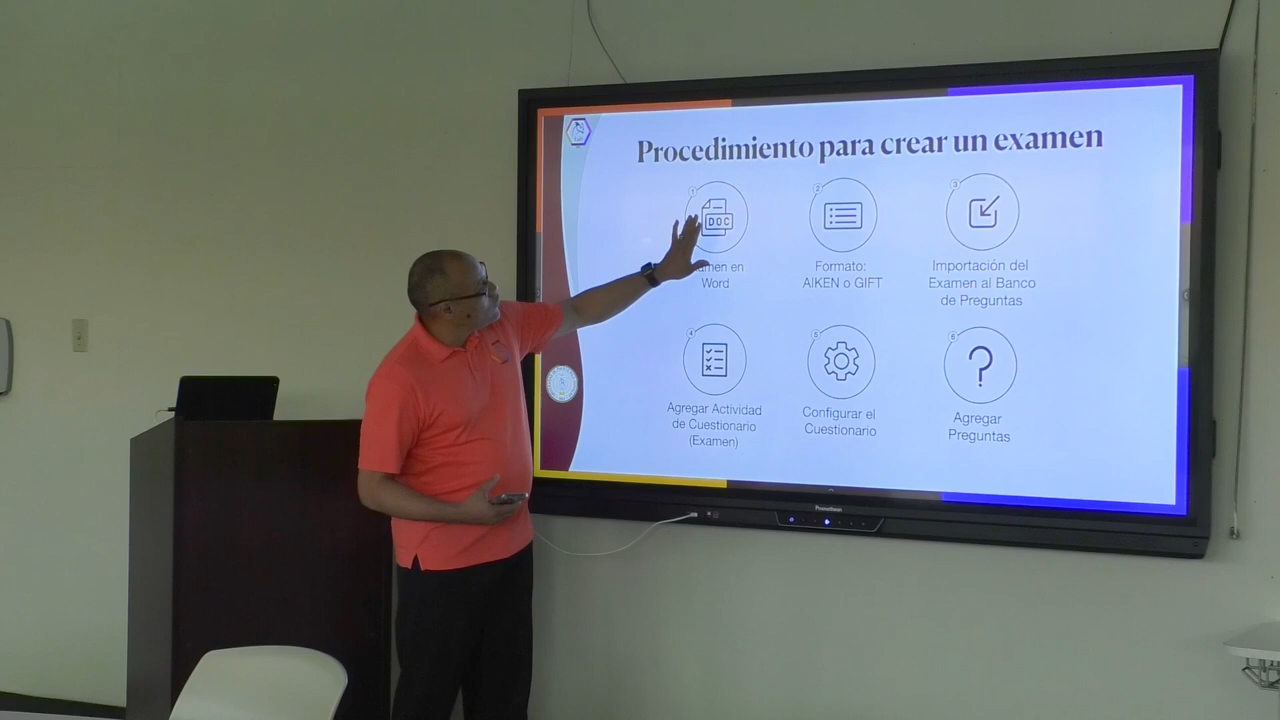 Procedimiento para crear un examen
1
DOC
en
Word
2
Formato:
AIKEN o GIFT
3
Importación del
Examen al Banco
de Preguntas
4
Agregar Actividad
de Cuestionario
(Examen)
5
Configurar el
Cuestionario
6
Agregar
Preguntas
Promethean